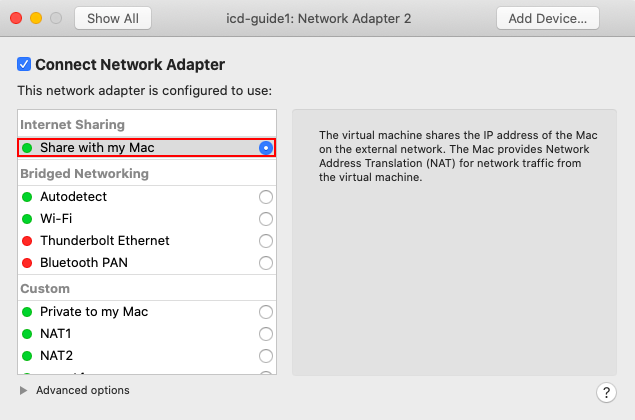 Show All
icd-guide1: Network Adapter 2
Add Device...
Connect Network Adapter
This network adapter is configured to use:
Internet Sharing
Share with my Mac
Bridged Networking
Autodetect
Wi-Fi
Thunderbolt Ethernet
Bluetooth PAN
Custom
Private to my Mac
NAT1
NAT2
The virtual machine shares the IP address of the Mac
on the external network. The Mac provides Network
Address Translation (NAT) for network traffic from
the virtual machine.
Advanced options
?